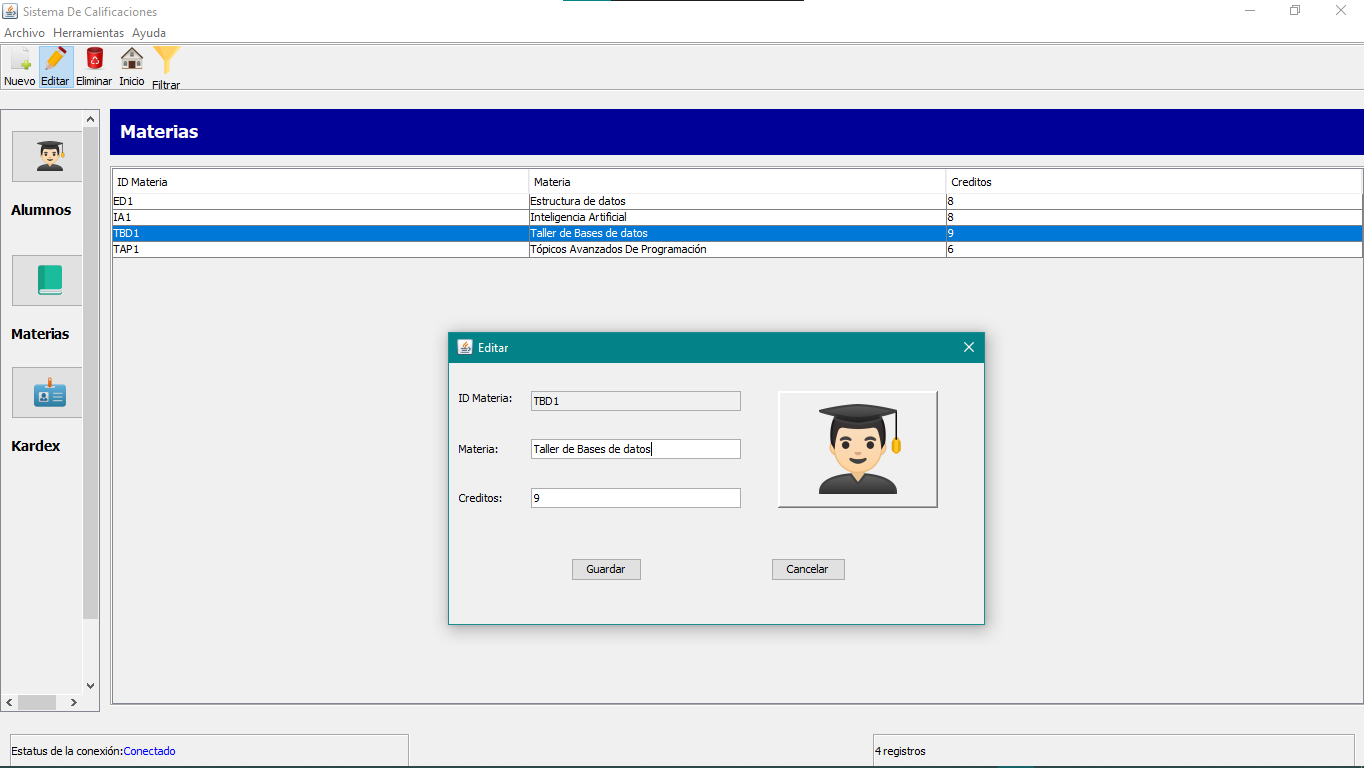 Sistema De Calificaciones
Archivo Herramientas Ayuda
Nuevo Editar Eliminar Inicio Filtrar
Materias
Alumnos
Materias
Kardex
ID Materia Materia Creditos
ED1 Estructura de datos 8
IA1 Inteligencia Artificial 8
TBD1 Taller de Bases de datos 9
TAP1 Tópicos Avanzados De Programación 6
Editar
ID Materia: TBD1
Materia: Taller de Bases de datos
Creditos: 9
Guardar Cancelar
Estatus de la conexión:Conectado 4 registros